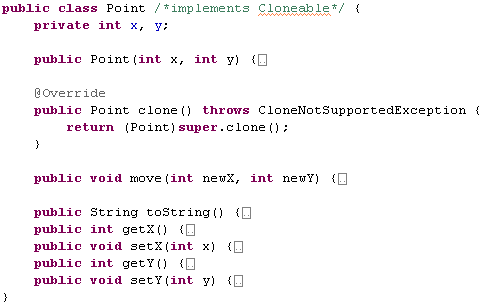 public class Point /*implements Cloneable*/ {
    private int x, y;

    public Point(int x, int y) {..

    @Override
    public Point clone() throws CloneNotSupportedException {
        return (Point)super.clone();
    }

    public void move(int newX, int newY) {..

    public String toString() {..
    public int getX() {..
    public void setX(int x) {..
    public int getY() {..
    public void setY(int y) {..
}